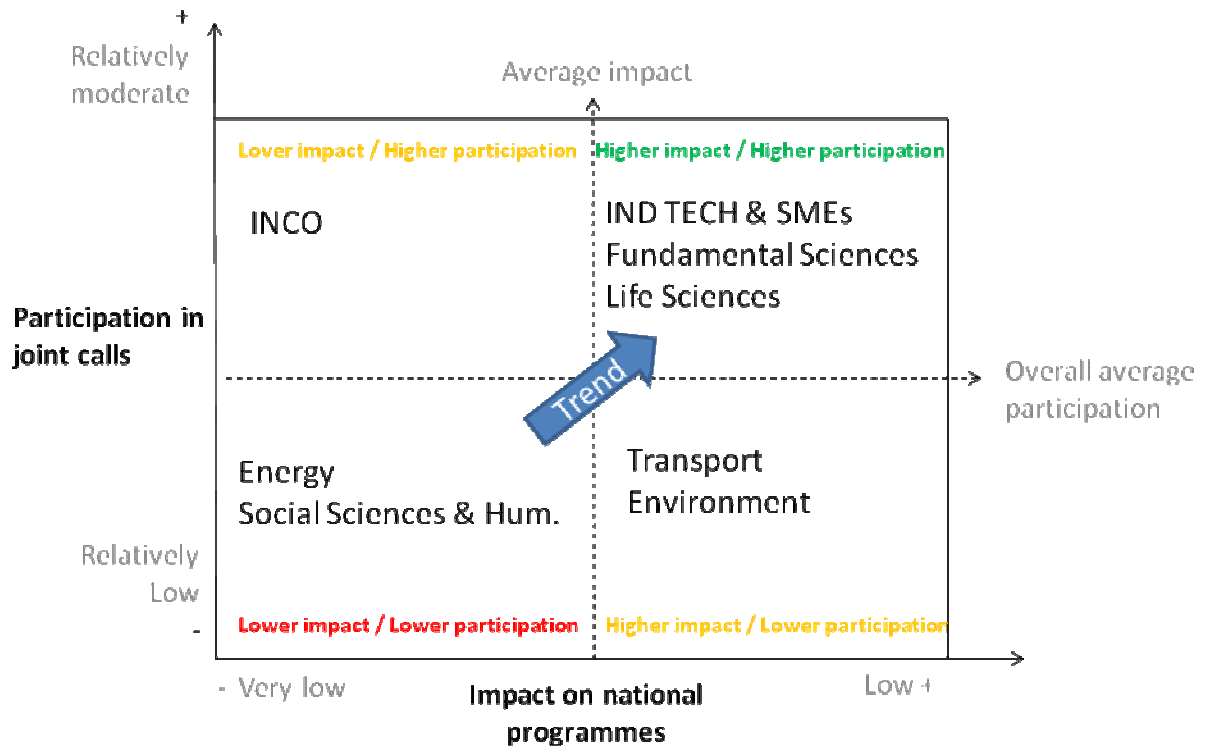 +
Relatively
moderate
Average impact
Lover impact / Higher participation
Higher impact / Higher participation
INCO
IND TECH & SMEs
Fundamental Sciences
Life Sciences
Participation in
joint calls
Trend
Overall average
participation
Energy
Social Sciences & Hum.
Transport
Environment
Relatively
Low
-
Lower impact / Lower participation
Higher impact / Lower participation
- Very low
Impact on national
programmes
Low +